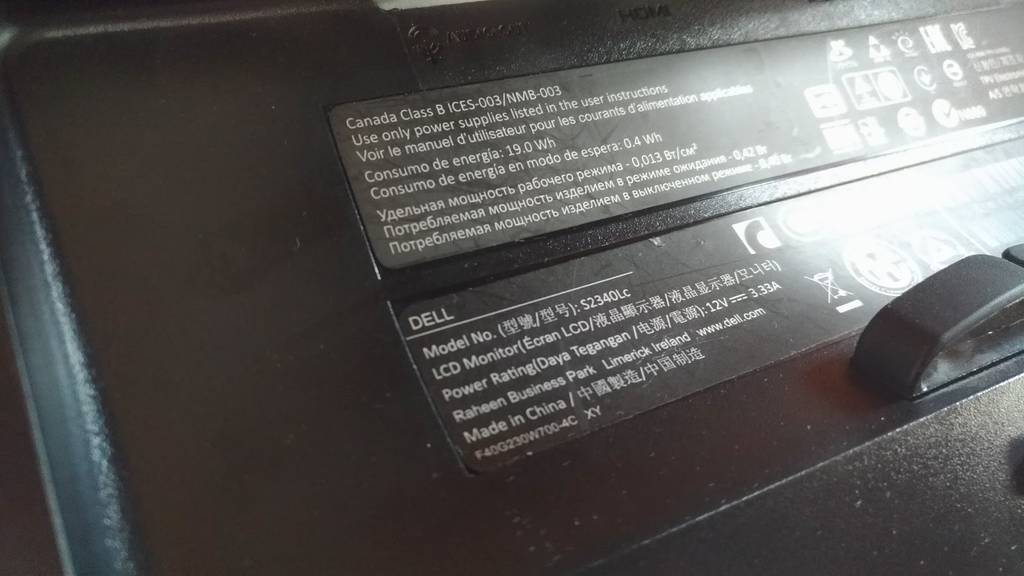 HDMI
Canada Class B ICES-003/NMB-003
Use only power supplies listed in the user instructions
Voir le manuel d'utilisateur pour les courants d'alimentation applicables
Consumo de energía: 19.0 Wh
Consumo de energía en modo de espera: 0.4 Wh
Удельная мощность рабочего режима - 0,013 Вт/см²
Потребляемая мощность изделием в режиме ожидания - 0,42 Вт
Потребляемая мощность изделием в выключенном режиме -
DELL
Model No. (型號/型号): S2340Lc
LCD Monitor(Écran LCD/液晶顯示器/液晶显示器/모니터)
Power Rating(Daya Tegangan /电源/電源): 12V ⎓ 3.33A
Raheen Business Park Limerick Ireland www.dell.com
Made in China / 中國製造/中国制造
F40G230W700-4C XY